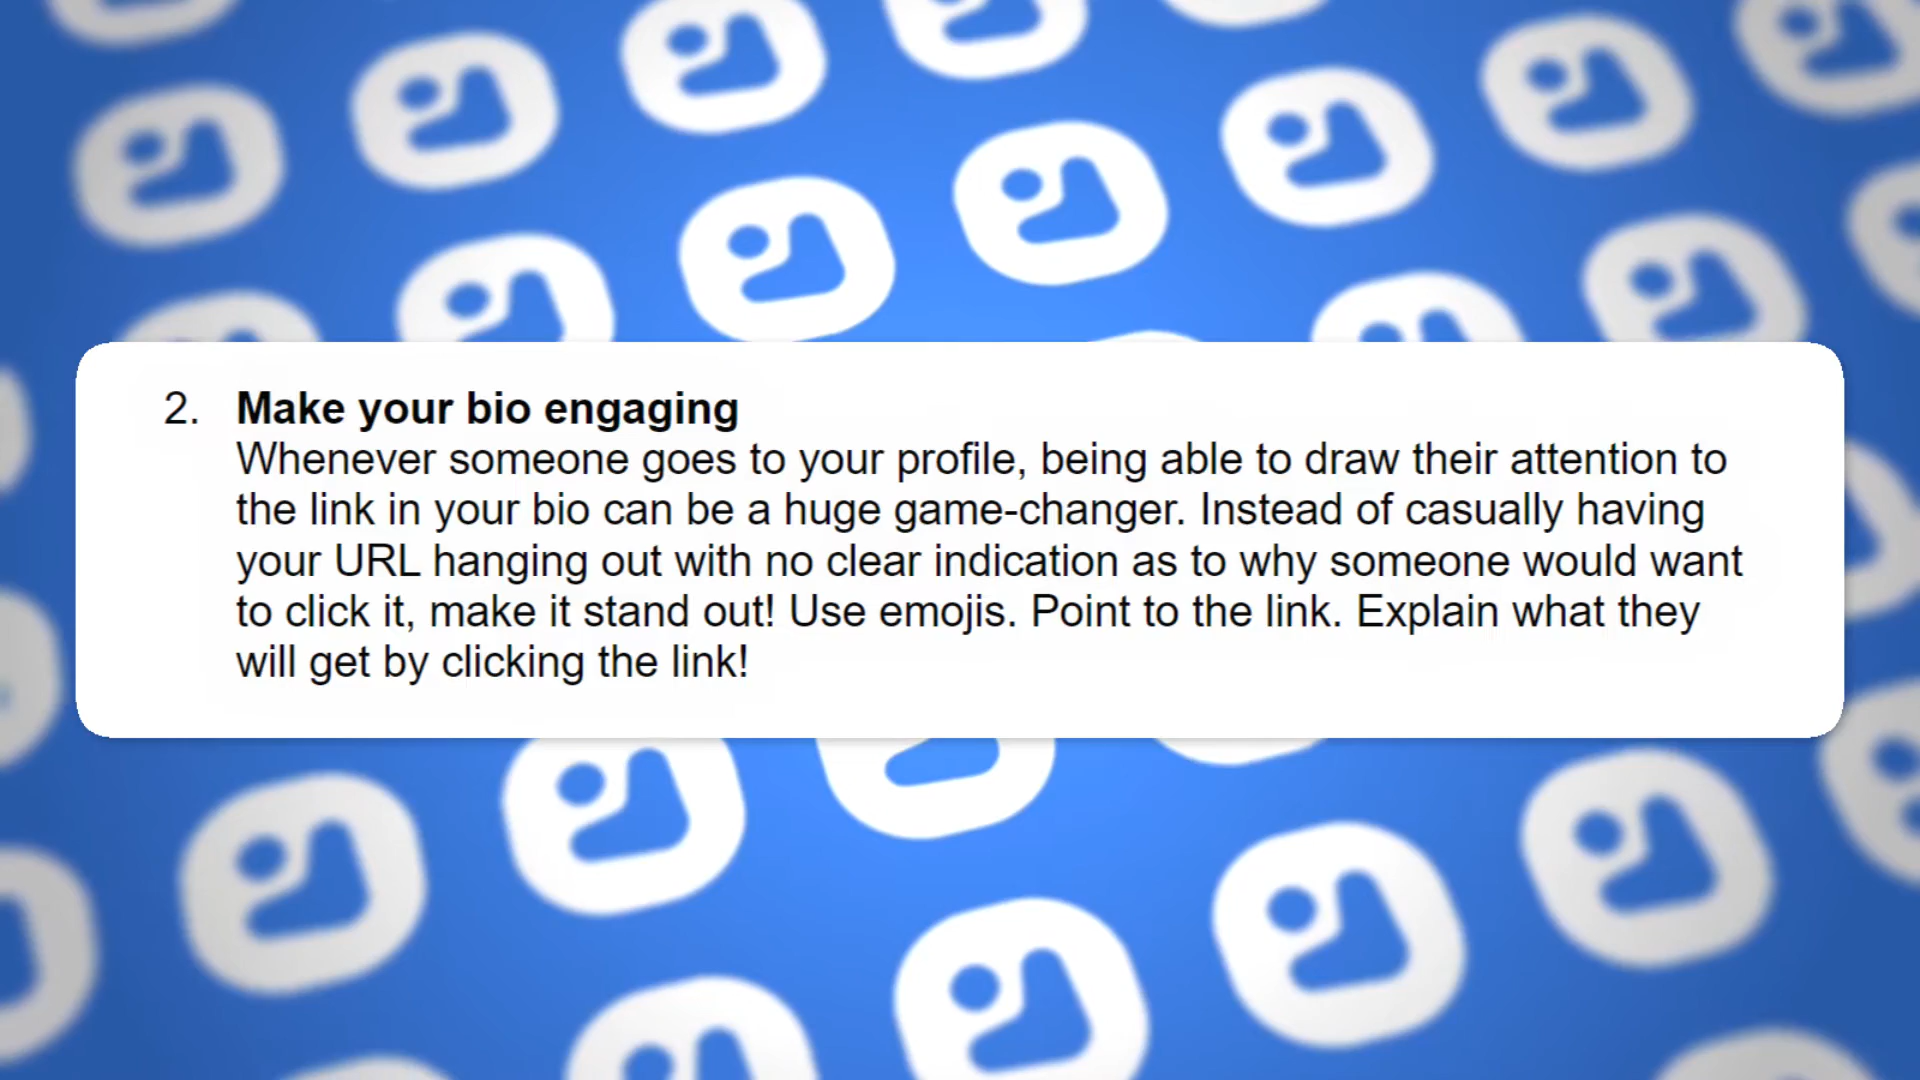 2. Make your bio engaging
Whenever someone goes to your profile, being able to draw their attention to
the link in your bio can be a huge game-changer. Instead of casually having
your URL hanging out with no clear indication as to why someone would want
to click it, make it stand out! Use emojis. Point to the link. Explain what they
will get by clicking the link!